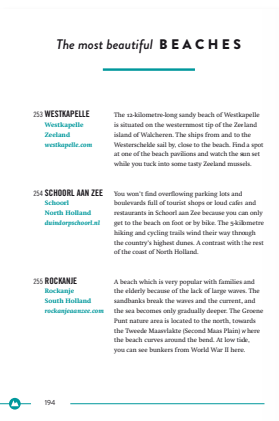 The most beautiful BEACHES
253 WESTKAPELLE
Westkapelle
Zeeland
westkapelle.com
The 12-kilometre-long sandy beach of Westkapelle
is situated on the westernmost tip of the Zeeland
island of Walcheren. The ships from and to the
Westerschelde sail by, close to the beach. Find a spot
at one of the beach pavilions and watch the sun set
while you tuck into some tasty Zeeland mussels.
254 SCHOORL AAN ZEE
Schoorl
North Holland
duindorpschoorl.nl
You won't find overflowing parking lots and
boulevards full of tourist shops or loud cafes and
restaurants in Schoorl aan Zee because you can only
get to the beach on foot or by bike. The 5-kilometre
hiking and cycling trails wind their way through
the country's highest dunes. A contrast with the rest
of the coast of North Holland.
255 ROCKANJE
Rockanje
South Holland
rockanjeaanzee.com
A beach which is very popular with families and
the elderly because of the lack of large waves. The
sandbanks break the waves and the current, and
the sea becomes only gradually deeper. The Groene
Punt nature area is located to the north, towards
the Tweede Maasvlakte (Second Maas Plain) where
the beach curves around the bend. At low tide,
you can see bunkers from World War II here.
194